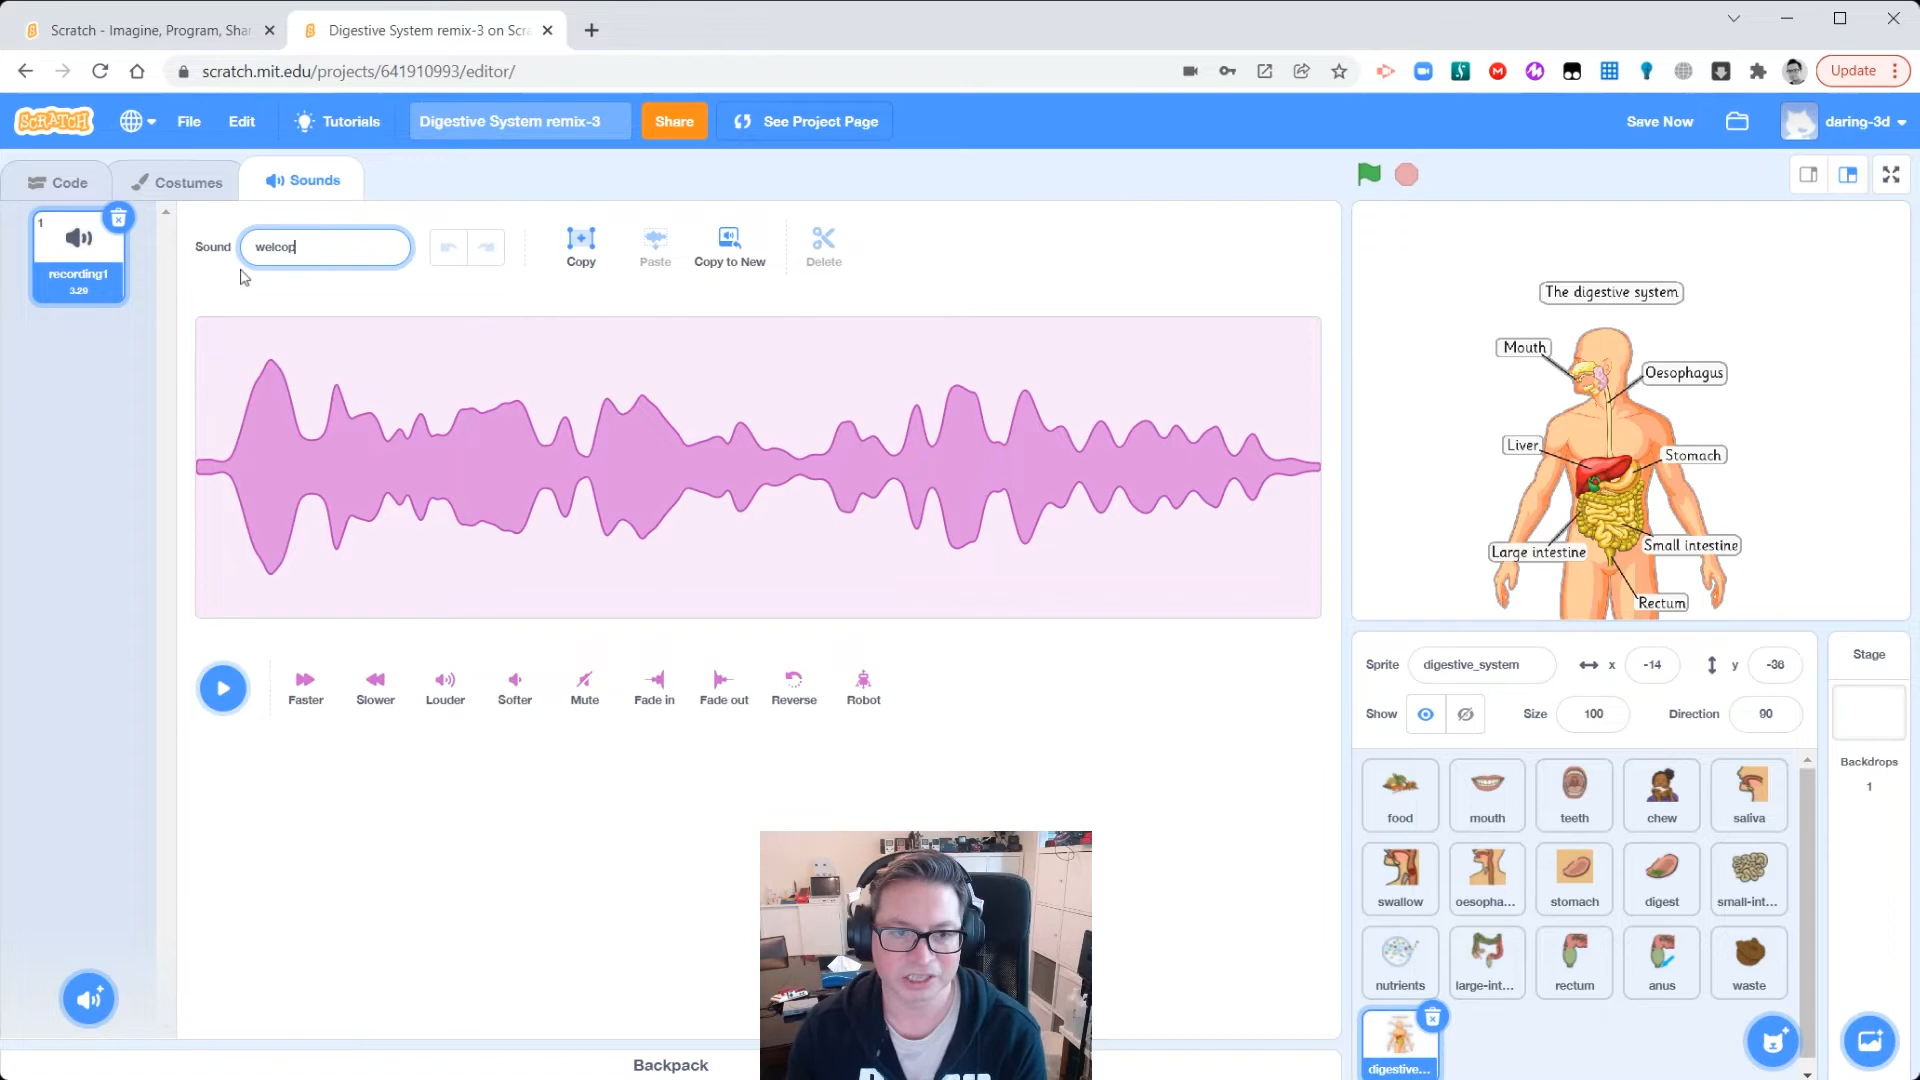 Scratch - Imagine, Program, Shar
Digestive System remix-3 on Scra
scratch.mit.edu/projects/641910993/editor/
Update
SCRATCH
File
Edit
Tutorials
Digestive System remix-3
Share
See Project Page
Save Now
daring-3d
Code
Costumes
Sounds
1
recording1
3.29
Sound
welcop
Copy
Paste
Copy to New
Delete
Faster
Slower
Louder
Softer
Mute
Fade in
Fade out
Reverse
Robot
Backpack
The digestive system
Mouth
Oesophagus
Liver
Stomach
Large intestine
Small intestine
Rectum
Sprite
digestive_system
x
-14
y
-36
Show
Size
100
Direction
90
Stage
Backdrops
1
food
mouth
teeth
chew
saliva
swallow
oesopha...
stomach
digest
small-int...
nutrients
large-int...
rectum
anus
waste
digestive...